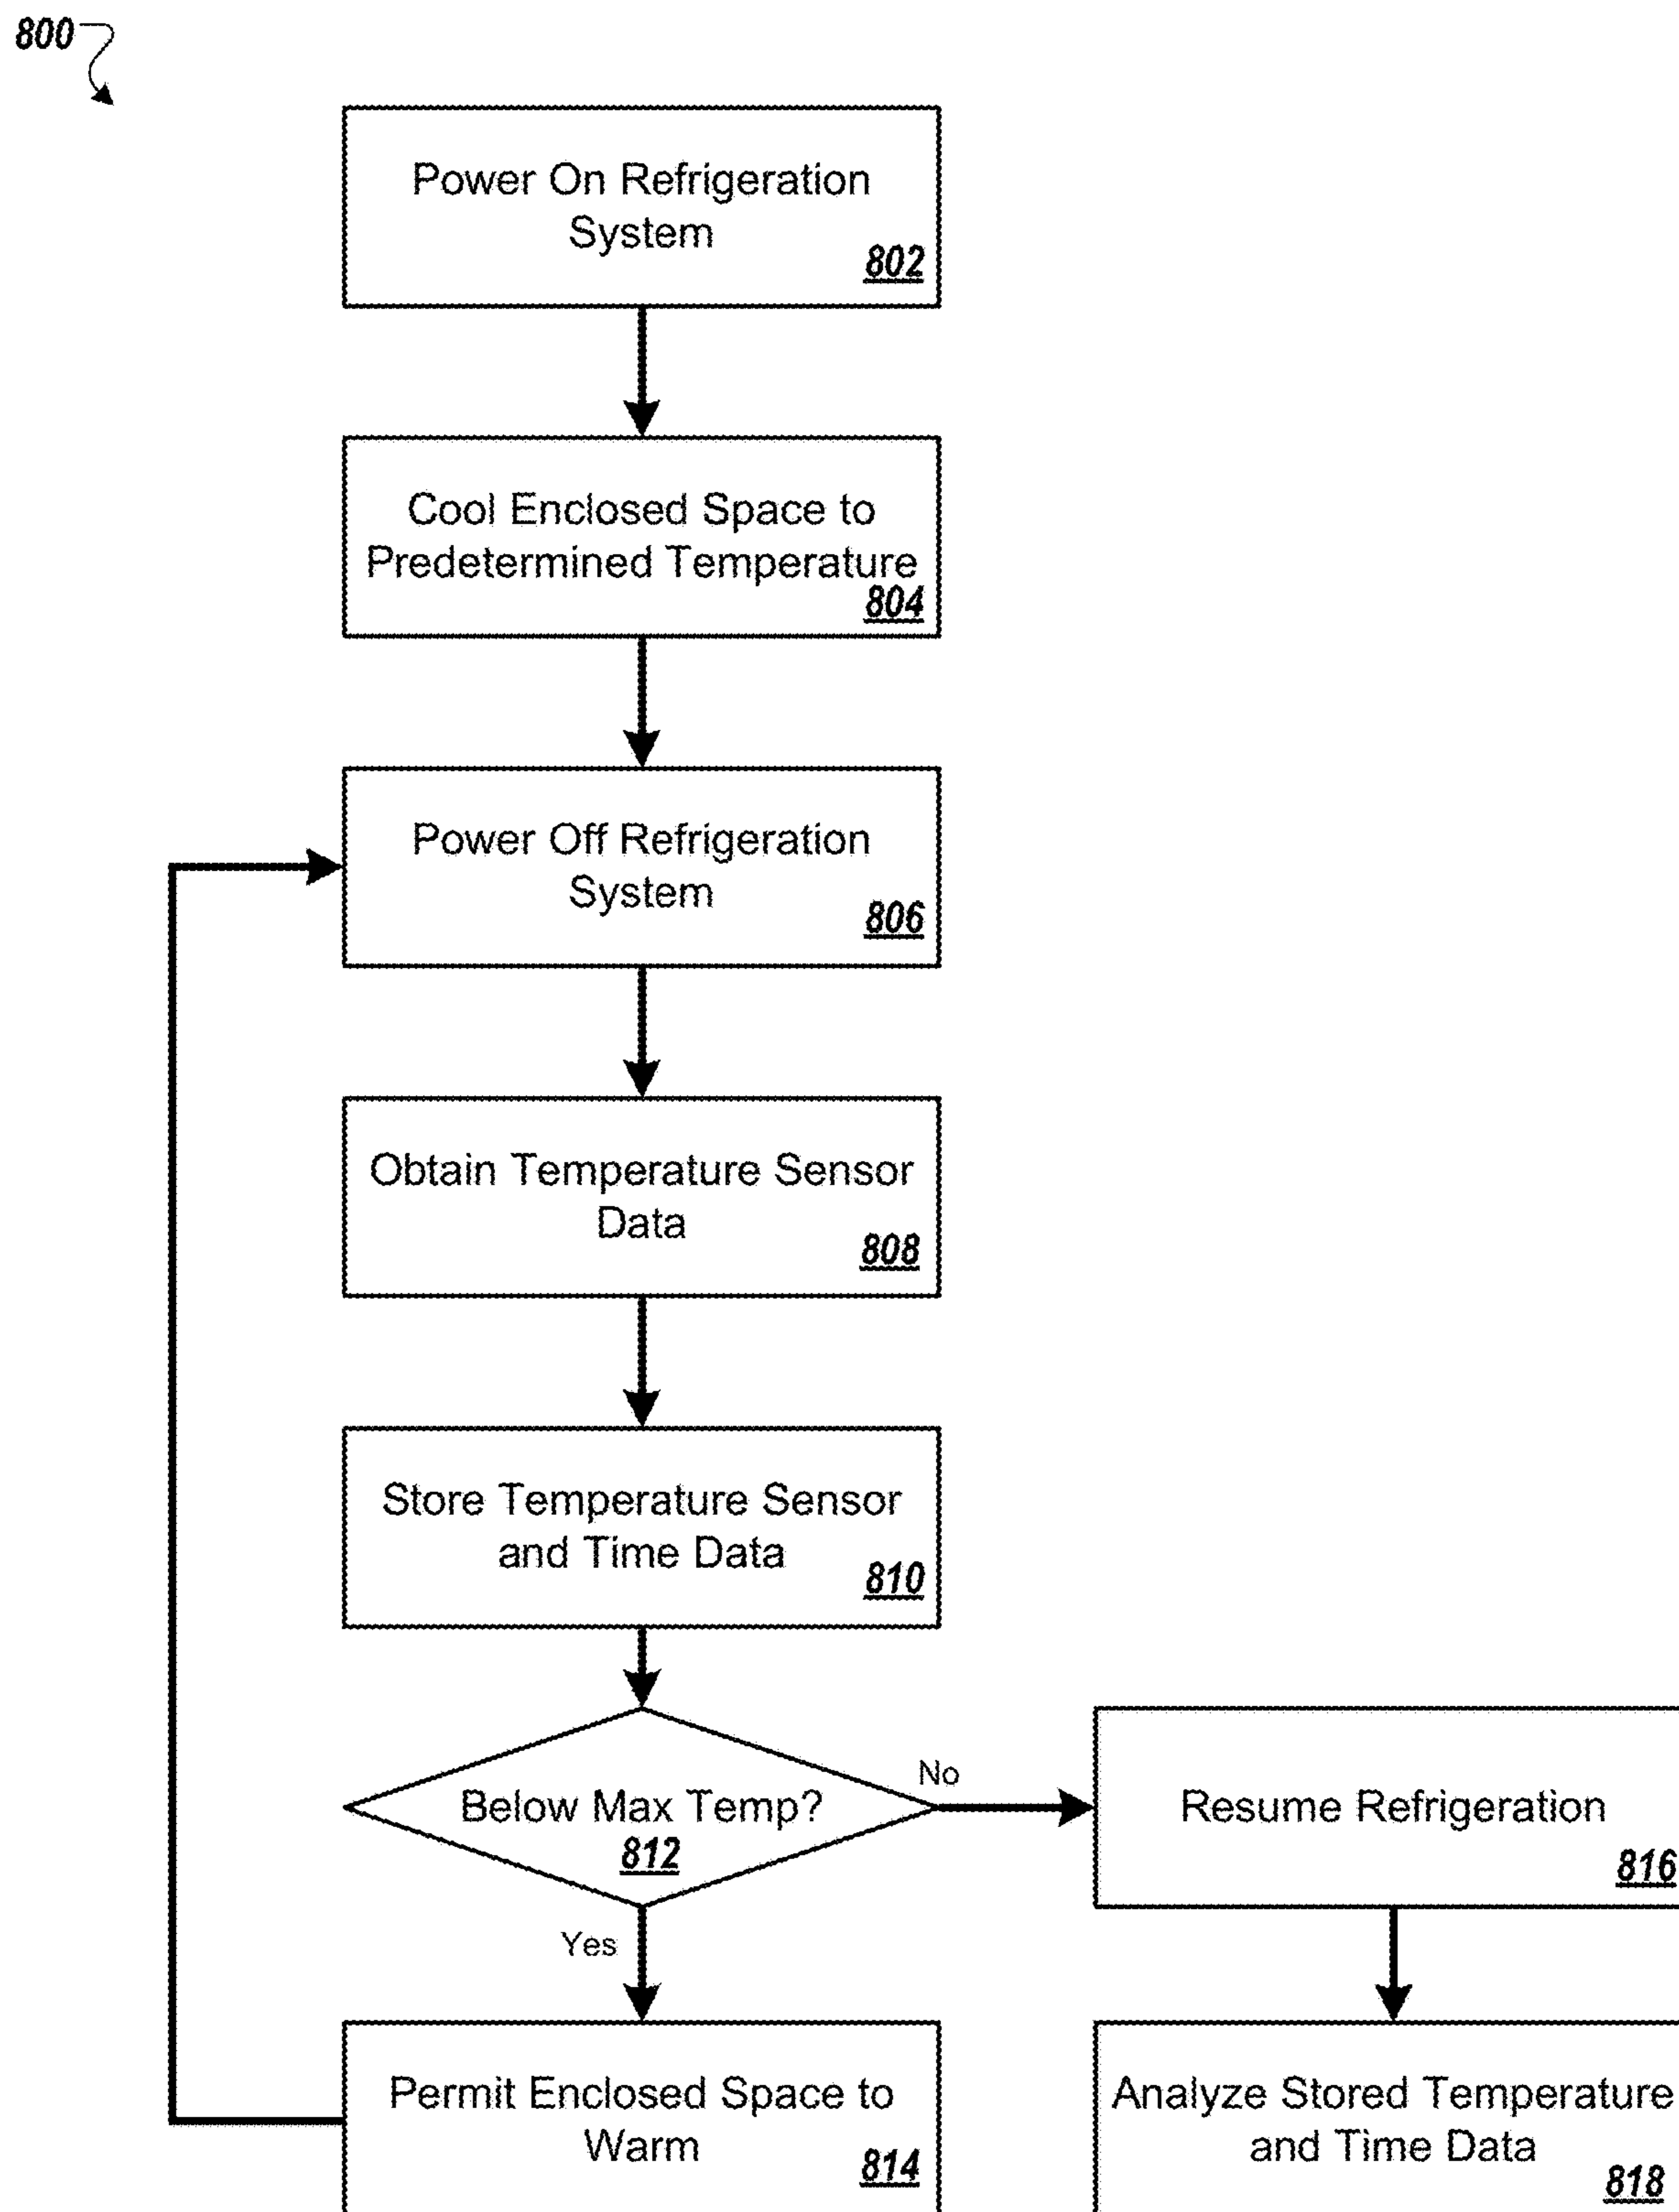 800
Power On Refrigeration
System
802
Cool Enclosed Space to
Predetermined Temperature
804
Power Off Refrigeration
System
806
Obtain Temperature Sensor
Data
808
Store Temperature Sensor
and Time Data
810
Below Max Temp?
812
No
Resume Refrigeration
816
Yes
Permit Enclosed Space to
Warm
814
Analyze Stored Temperature
and Time Data
818